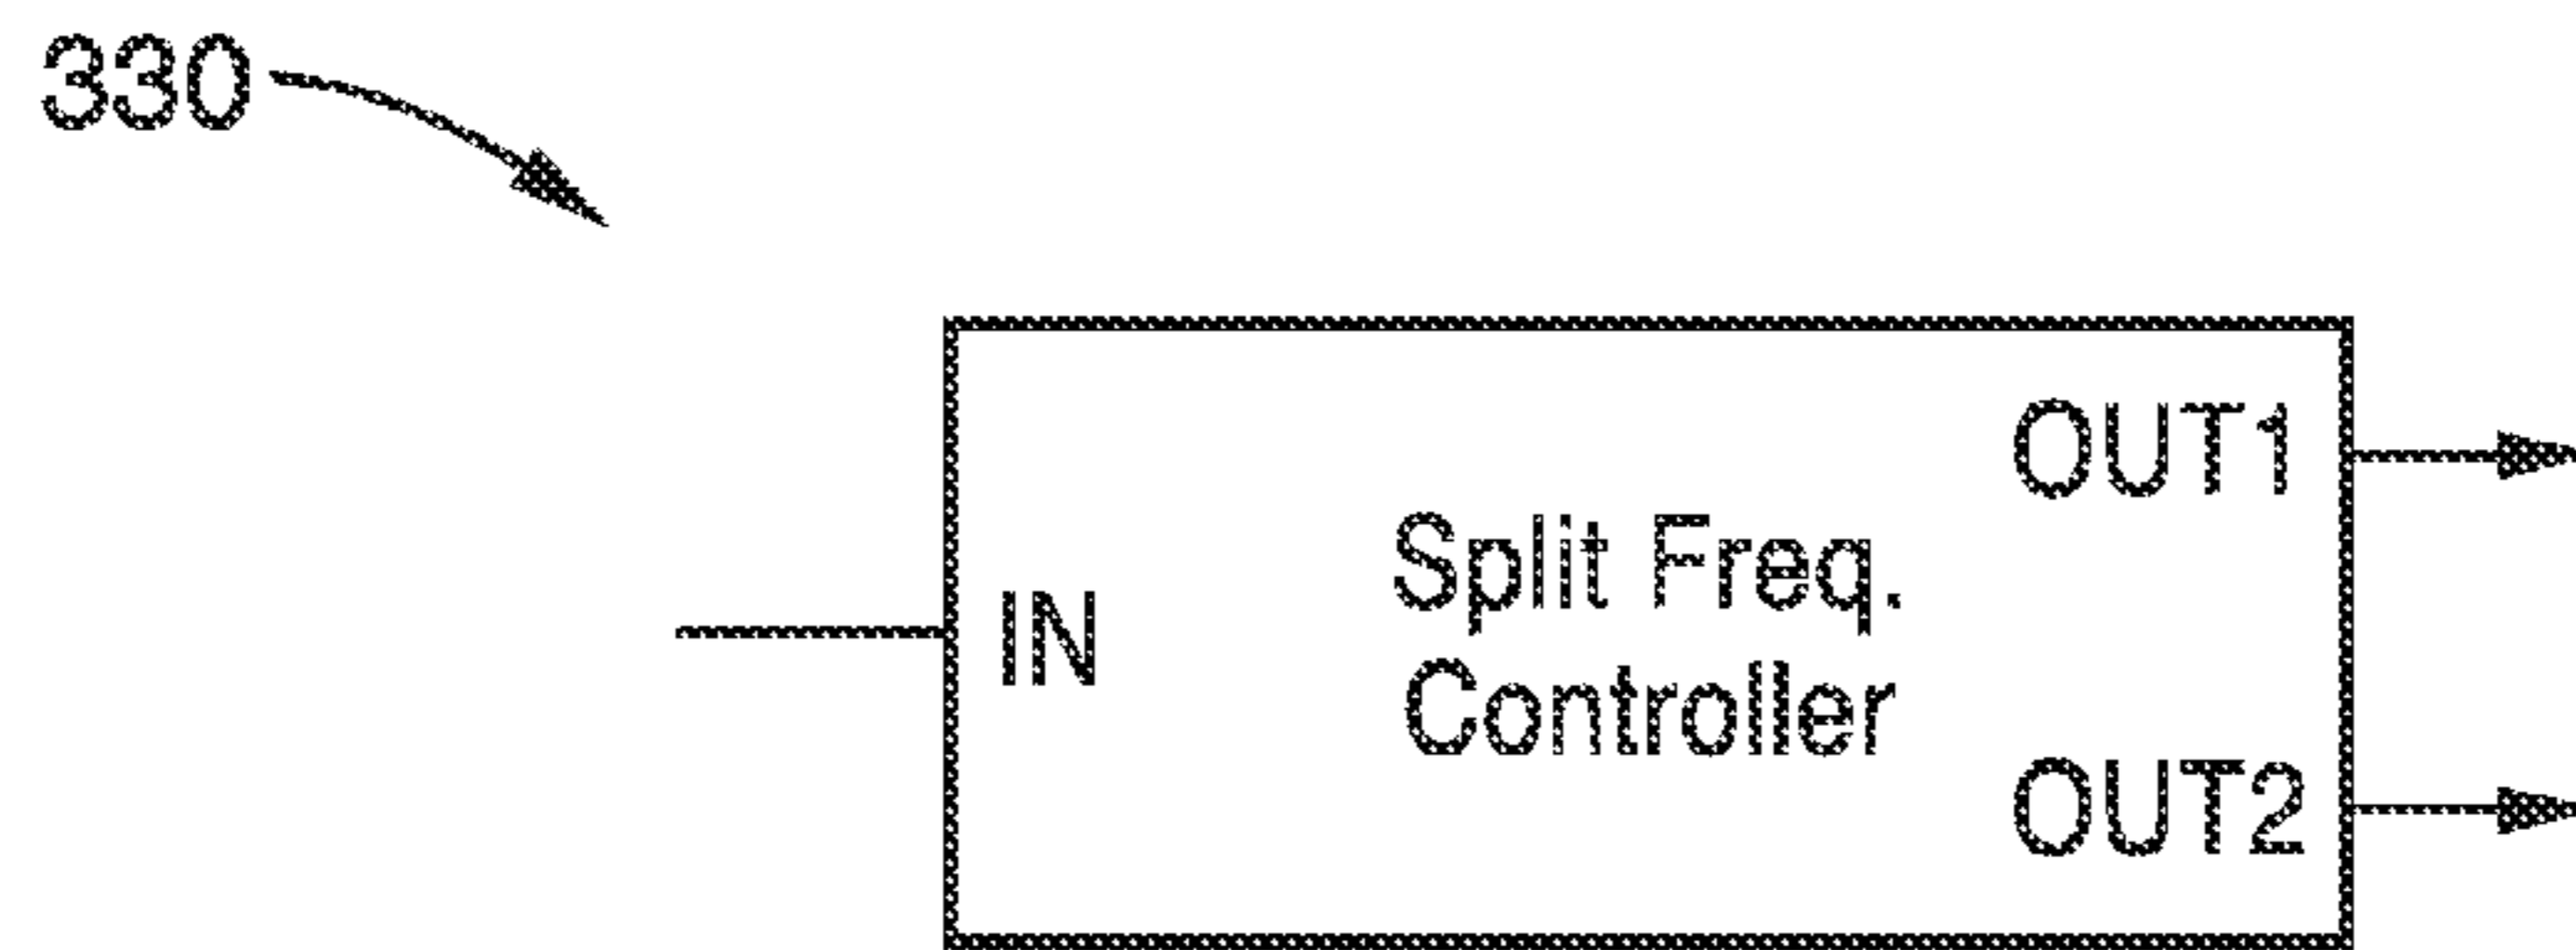 330
OUT1
Split Freq.
IN
Controller
OUT2